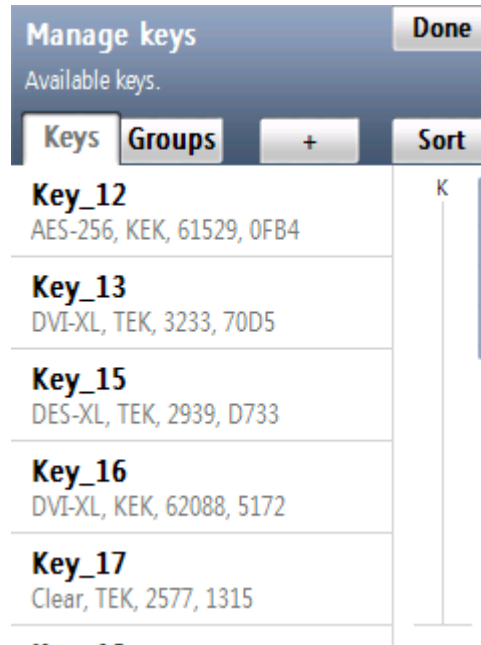 Manage keys
Done
Available keys.
Keys
Groups
+
Sort
K
Key_12
AES-256, KEK, 61529, 0FB4
Key_13
DVI-XL, TEK, 3233, 70D5
Key_15
DES-XL, TEK, 2939, D733
Key_16
DVI-XL, KEK, 62088, 5172
Key_17
Clear, TEK, 2577, 1315